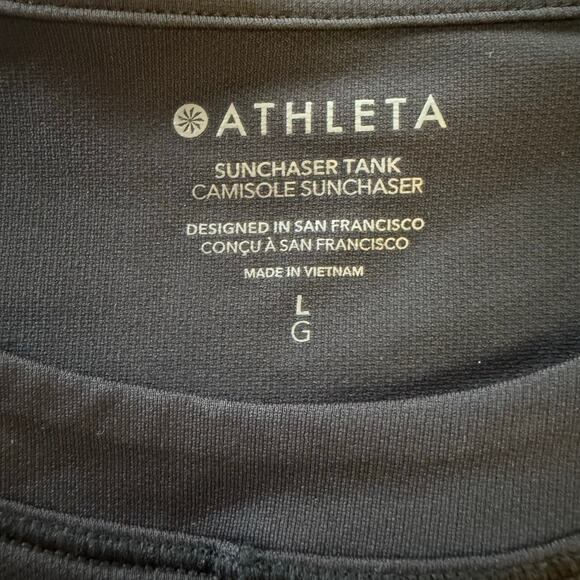 ATHLETA
SUNCHASER TANK
CAMISOLE SUNCHASER
DESIGNED IN SAN FRANCISCO
CONÇU À SAN FRANCISCO
MADE IN VIETNAM
L
G